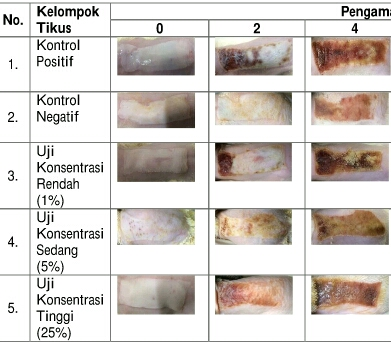 No. Kelompok Tikus Pengama
0 2 4
1. Kontrol
Positif
2. Kontrol
Negatif
3. Uji
Konsentrasi
Rendah
(1%)
4. Uji
Konsentrasi
Sedang
(5%)
5. Uji
Konsentrasi
Tinggi
(25%)